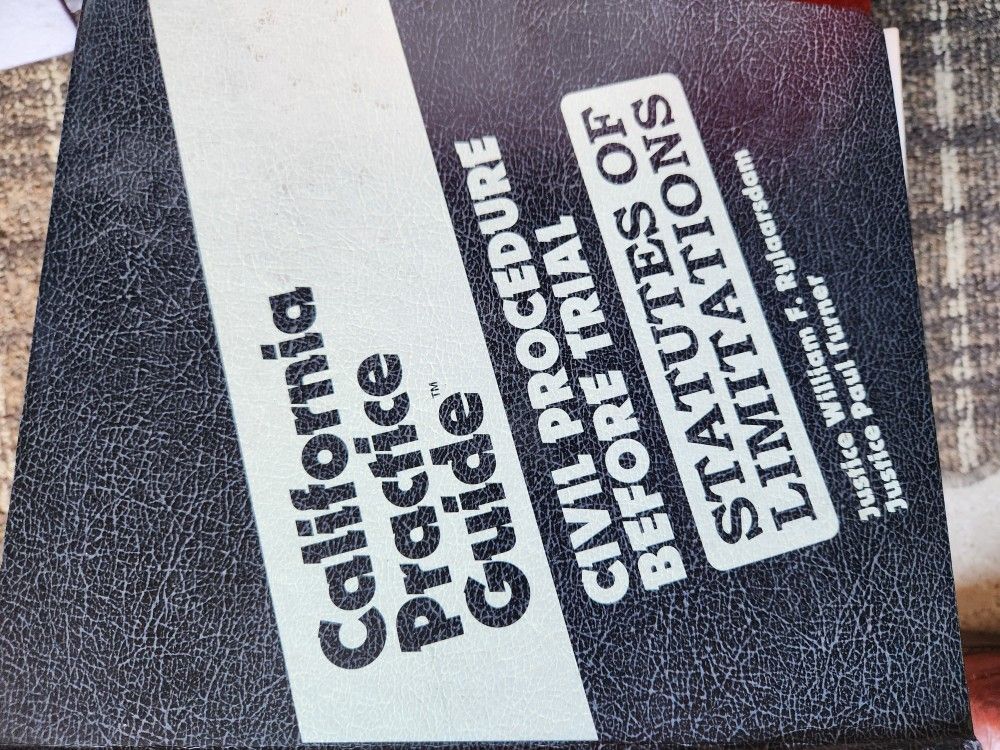 California
Practice
Guide™
CIVIL PROCEDURE
BEFORE TRIAL
STATUTES OF
LIMITATIONS
Justice William F. Rylaarsdam
Justice Paul Turner